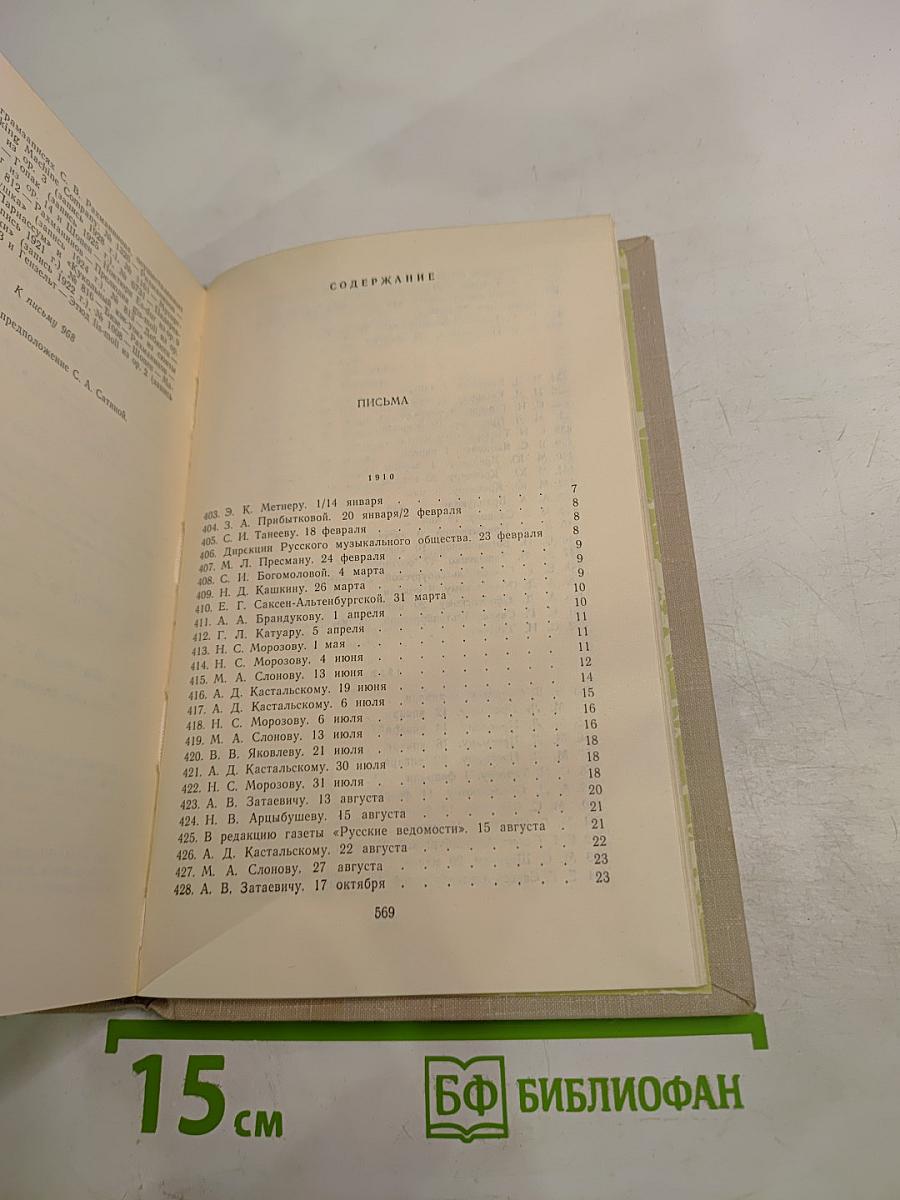 К письму 968
предположение С. А. Сатиной.
СОДЕРЖАНИЕ
ПИСЬМА
1910
403. Э. К. Метнеру. 1/14 января . . . . . . . 7
404. З. А. Прибытковой. 20 января/2 февраля . . . . 8
405. С. И. Танееву. 18 февраля . . . . . . . 8
406. Дирекции Русского музыкального общества. 23 февраля 8
407. М. Л. Пресману. 24 февраля . . . . . . . 9
408. С. И. Богомоловой. 4 марта . . . . . . . 9
409. Н. Д. Кашкину. 26 марта . . . . . . . 9
410. Е. Г. Саксен-Альтенбургской. 31 марта . . . . 10
411. А. А. Брандукову. 1 апреля . . . . . . . 10
412. Г. Л. Катуару. 5 апреля . . . . . . . 11
413. Н. С. Морозову. 1 мая . . . . . . . 11
414. Н. С. Морозову. 4 июня . . . . . . . 11
415. М. А. Слонову. 13 июня . . . . . . . 12
416. А. Д. Кастальскому. 19 июня . . . . . . . 14
417. А. Д. Кастальскому. 6 июля . . . . . . . 15
418. Н. С. Морозову. 6 июля . . . . . . . 16
419. М. А. Слонову. 13 июля . . . . . . . 16
420. В. В. Яковлеву. 21 июля . . . . . . . 18
421. А. Д. Кастальскому. 30 июля . . . . . . . 18
422. Н. С. Морозову. 31 июля . . . . . . . 18
423. А. В. Затаевичу. 13 августа . . . . . . . 20
424. Н. В. Арцыбушеву. 15 августа . . . . . . 21
425. В редакцию газеты «Русские ведомости». 15 августа . 21
426. А. Д. Кастальскому. 22 августа . . . . . . 22
427. М. А. Слонову. 27 августа . . . . . . . 23
428. А. В. Затаевичу. 17 октября . . . . . . . 23
569
15 см
БФ БИБЛИОФАН